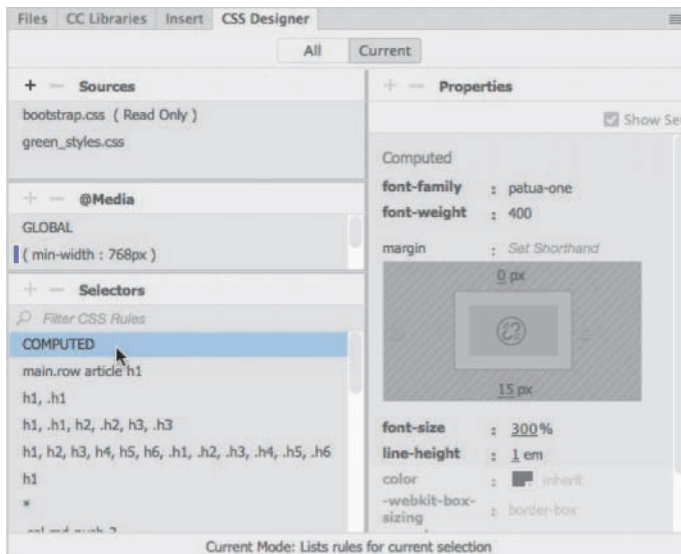 Files CC Libraries Insert CSS Designer
All Current
+ − Sources
bootstrap.css ( Read Only )
green_styles.css
+ − @Media
GLOBAL
( min-width : 768px )
+ − Selectors
Filter CSS Rules
COMPUTED
main.row article h1
h1, .h1
h1, .h1, h2, .h2, h3, .h3
h1, h2, h3, h4, h5, h6, .h1, .h2, .h3, .h4, .h5, .h6
h1
*
+ − Properties
Show Se
Computed
font-family : patua-one
font-weight : 400
margin : Set Shorthand
0 px
15 px
font-size : 300%
line-height : 1 em
color : inherit
-webkit-box-sizing : border-box
Current Mode: Lists rules for current selection